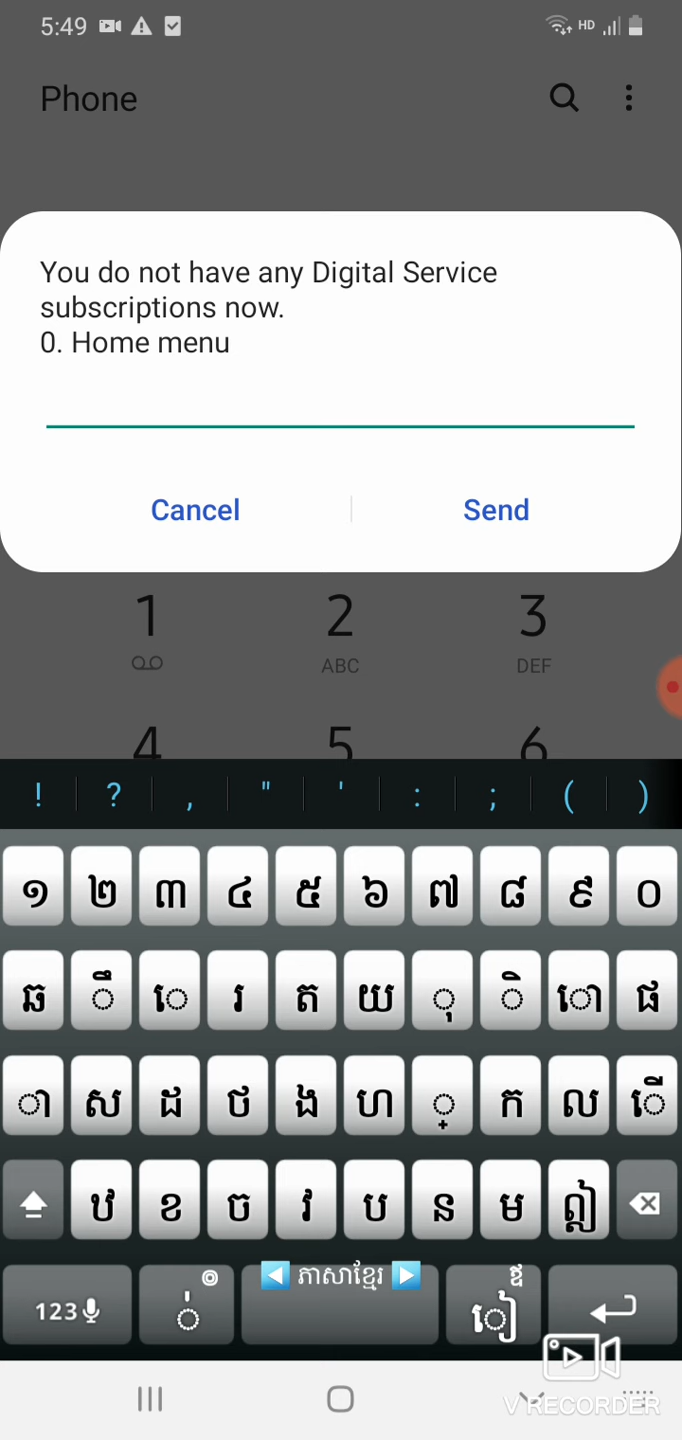 5:49
HD
Phone
You do not have any Digital Service
subscriptions now.
0. Home menu
Cancel
Send
1 2 3
ABC DEF
4 5 6
! ? , " ' : ; ( )
១ ២ ៣ ៤ ៥ ៦ ៧ ៨ ៩ ០
ឆ ឹ េ រ ត យ ុ ិ ោ ផ
ា ស ដ ថ ង ហ ្ ក ល ើ
ឋ ខ ច វ ប ន ម ឦ
123 ់ ភាសាខ្មែរ ឪ ៀ
V RECORDER